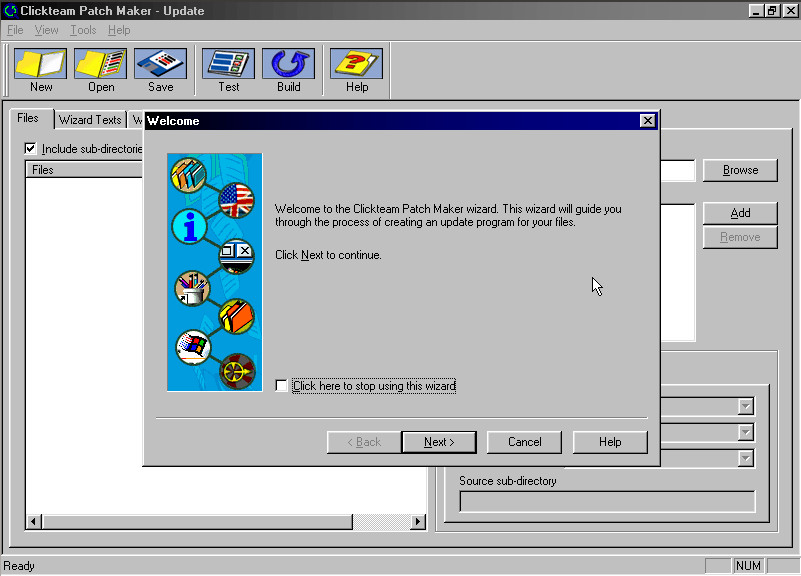 Clickteam Patch Maker - Update
File View Tools Help
New Open Save Test Build Help
Files Wizard Texts W
Include sub-directorie
Files
Browse
Add
Remove
Welcome
Welcome to the Clickteam Patch Maker wizard. This wizard will guide you
through the process of creating an update program for your files.
Click Next to continue.
Click here to stop using this wizard
< Back Next > Cancel Help
Source sub-directory
Ready NUM